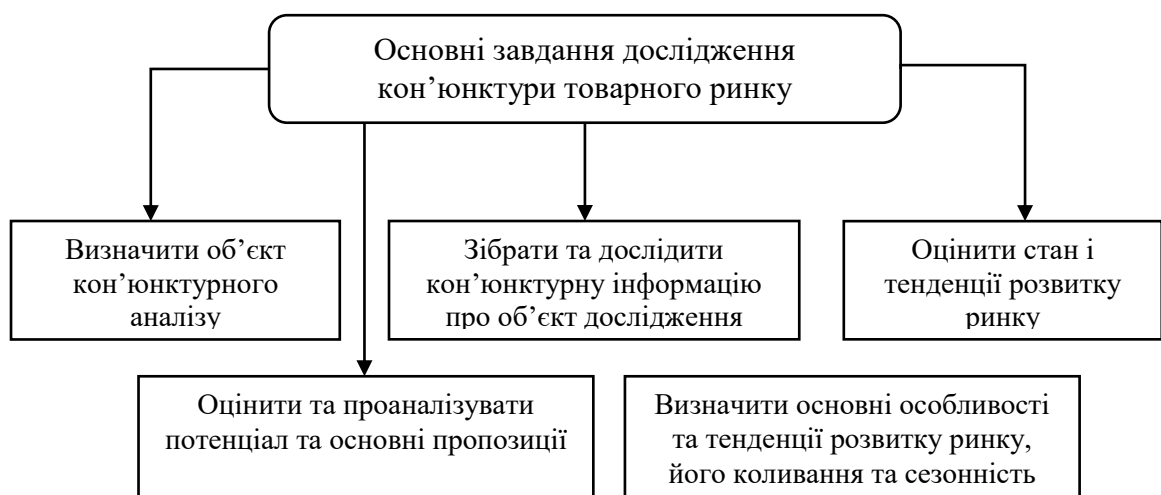 Основні завдання дослідження
кон’юнктури товарного ринку
Визначити об’єкт
кон’юнктурного
аналізу
Зібрати та дослідити
кон’юнктурну інформацію
про об’єкт дослідження
Оцінити стан і
тенденції розвитку
ринку
Оцінити та проаналізувати
потенціал та основні пропозиції
Визначити основні особливості
та тенденції розвитку ринку,
його коливання та сезонність